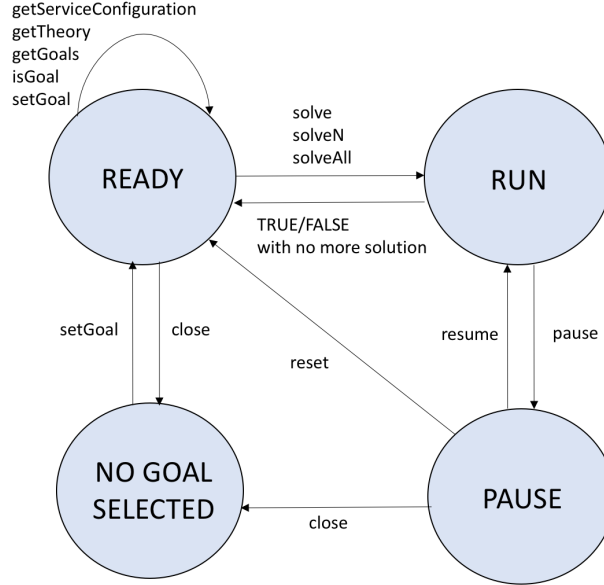 getServiceConfiguration
getTheory
getGoals
isGoal
setGoal
solve
solveN
solveAll
READY
RUN
TRUE/FALSE
with no more solution
setGoal
close
resume
pause
reset
NO GOAL
SELECTED
PAUSE
close